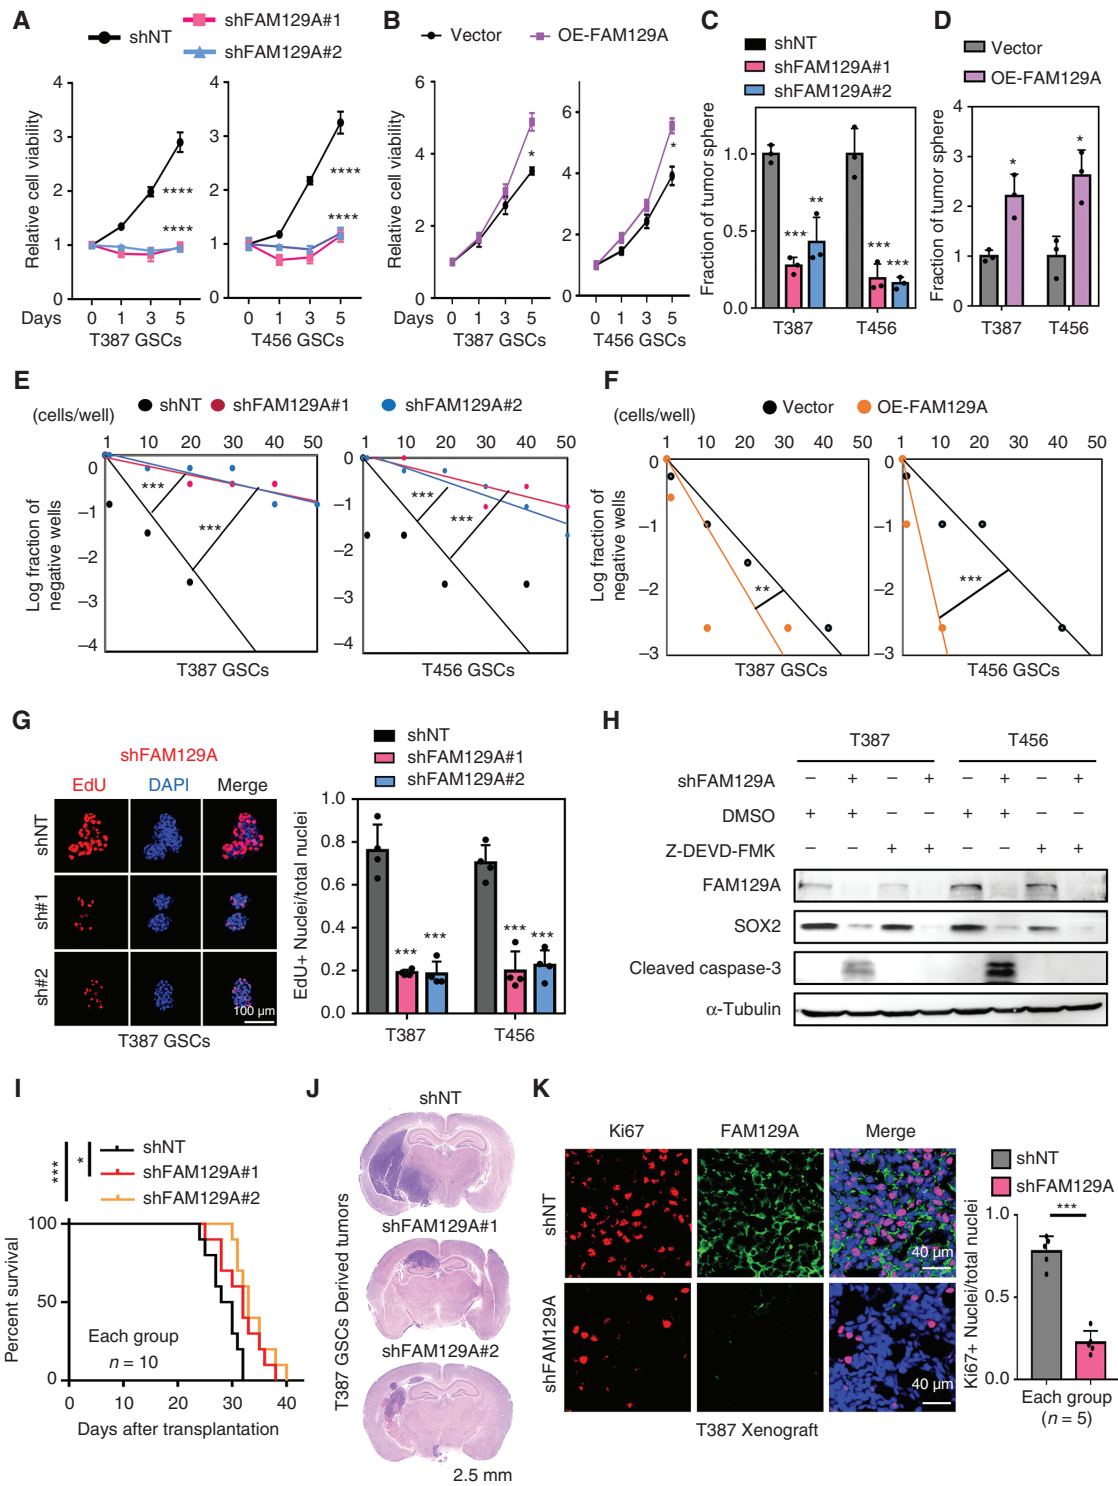 A
shNT
shFAM129A#1
shFAM129A#2
Relative cell viability
4
3
2
1
0
4
3
2
1
0
****
****
****
****
Days
0 1 3 5
0 1 3 5
T387 GSCs
T456 GSCs
B
Vector
OE-FAM129A
Relative cell viability
6
4
2
0
6
4
2
0
*
*
Days
0 1 3 5
0 1 3 5
T387 GSCs
T456 GSCs
C
shNT
shFAM129A#1
shFAM129A#2
Fraction of tumor sphere
1.0
0.5
0.0
***
**
***
***
T387
T456
D
Vector
OE-FAM129A
Fraction of tumor sphere
4
3
2
1
0
*
*
T387
T456
E
(cells/well)
shNT
shFAM129A#1
shFAM129A#2
1 10 20 30 40 50
1 10 20 30 40 50
Log fraction of
negative wells
0
–1
–2
–3
–4
0
–1
–2
–3
–4
***
***
***
***
T387 GSCs
T456 GSCs
F
(cells/well)
Vector
OE-FAM129A
1 10 20 30 40 50
1 10 20 30 40 50
Log fraction of
negative wells
0
–1
–2
–3
0
–1
–2
–3
**
***
T387 GSCs
T456 GSCs
G
shFAM129A
EdU
DAPI
Merge
shNT
sh#1
sh#2
100 µm
T387 GSCs
shNT
shFAM129A#1
shFAM129A#2
EdU+ Nuclei/total nuclei
1.0
0.8
0.6
0.4
0.2
0.0
***
***
***
***
T387
T456
H
T387
T456
shFAM129A – + – + – + – +
DMSO + + – – + + – –
Z-DEVD-FMK – – + + – – + +
FAM129A
SOX2
Cleaved caspase-3
α-Tubulin
I
***
*
shNT
shFAM129A#1
shFAM129A#2
Percent survival
100
50
0
Each group
n = 10
0 10 20 30 40
Days after transplantation
J
T387 GSCs Derived tumors
shNT
shFAM129A#1
shFAM129A#2
2.5 mm
K
Ki67
FAM129A
Merge
shNT
shFAM129A
40 µm
40 µm
T387 Xenograft
shNT
shFAM129A
Ki67+ Nuclei/total nuclei
1.0
0.5
0.0
***
Each group
(n = 5)